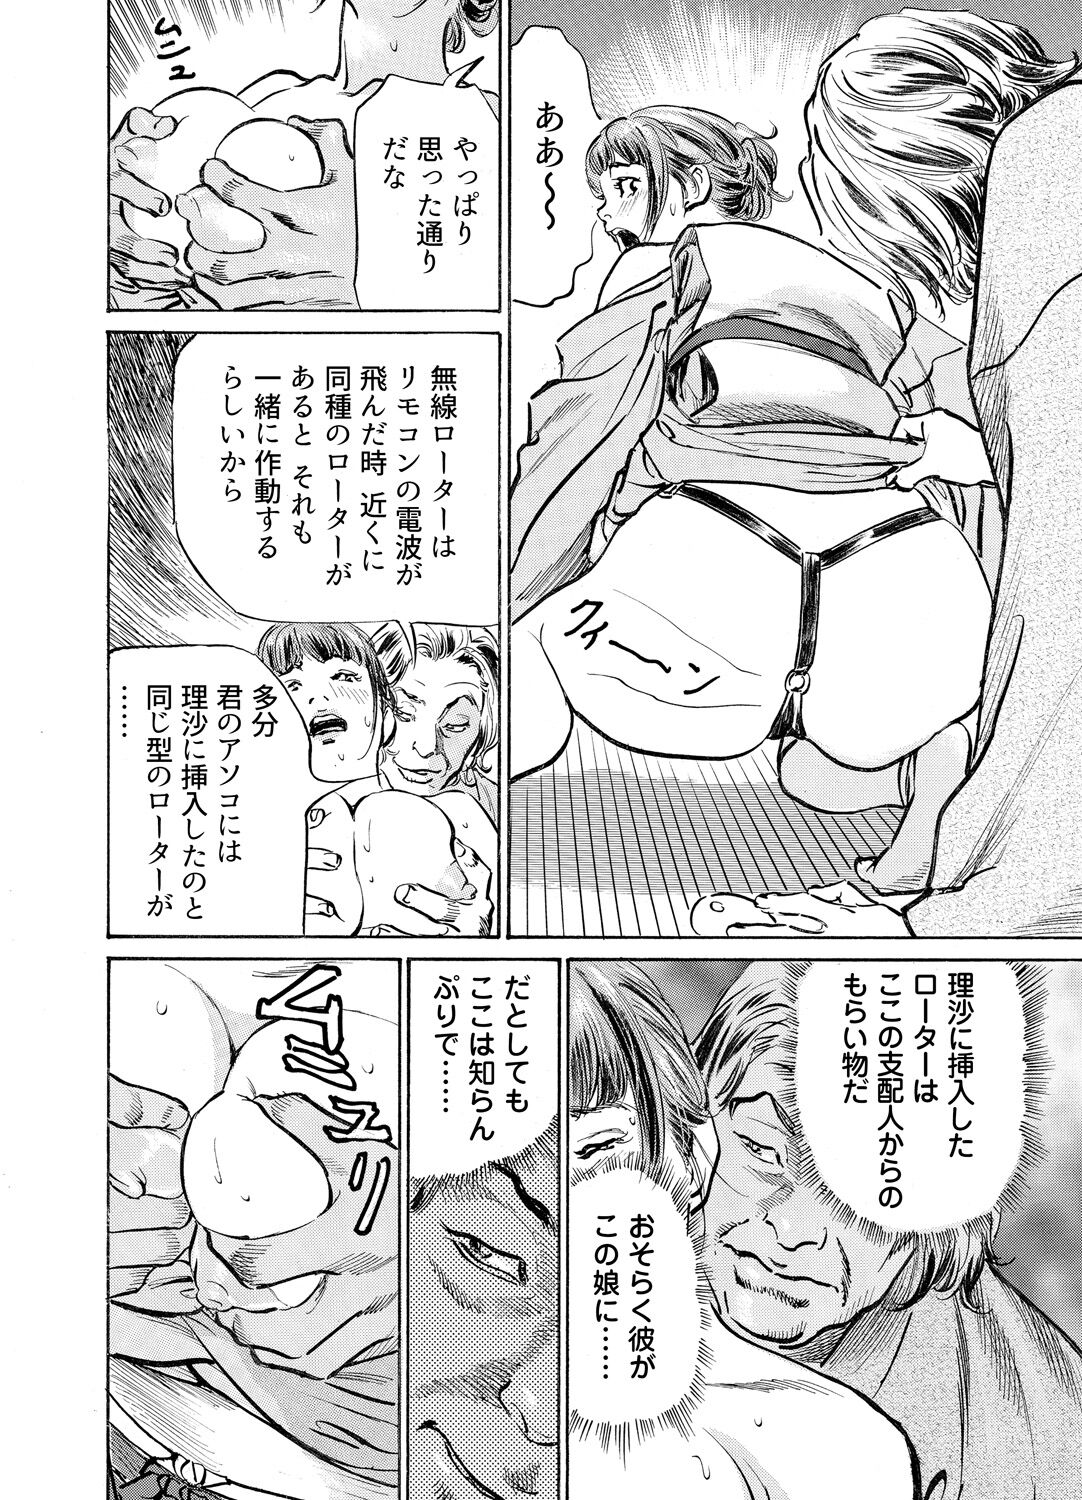 ああ〜〜
クィーン
やっぱり
思った通り
だな
ムニュ
無線ローターは
リモコンの電波が
飛んだ時 近くに
同種のローターが
あると それも
一緒に作動する
らしいから
多分
君のアソコには
理沙に挿入したのと
同じ型のローターが
……
理沙に挿入した
ローターは
ここの支配人からの
もらい物だ
おそらく彼が
この娘に……
だとしても
ここは知らん
ぷりで……